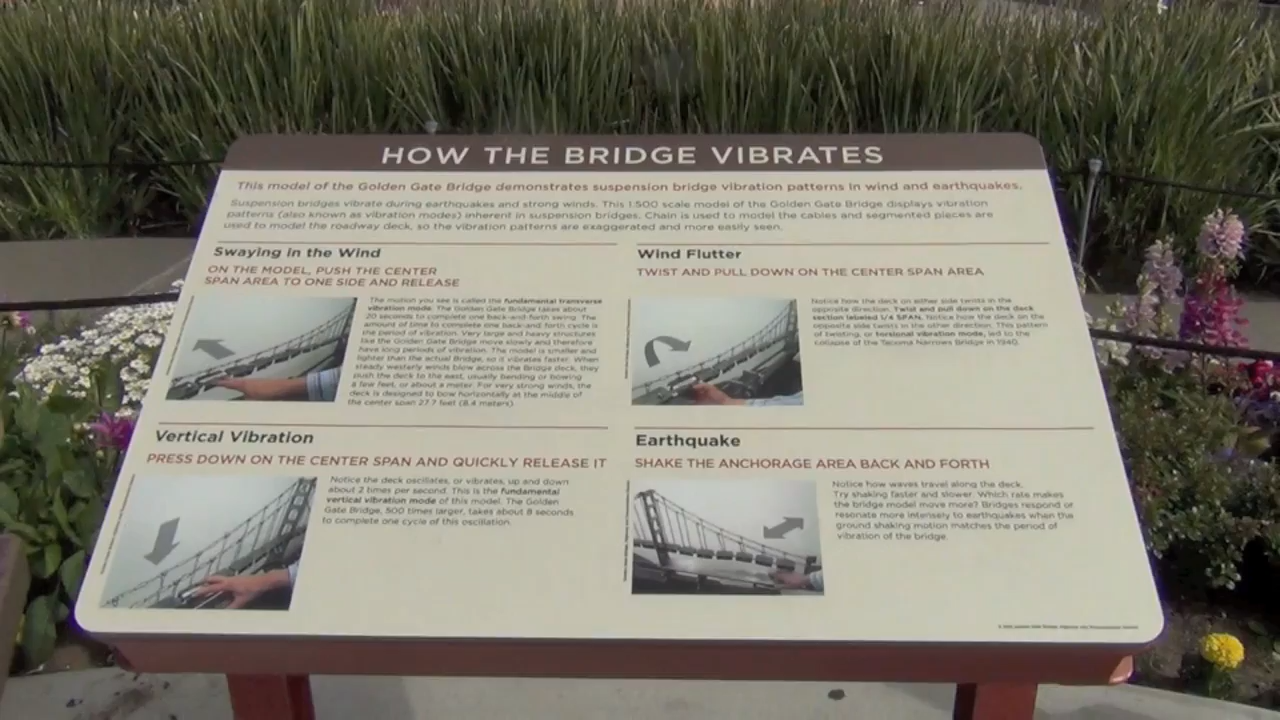 HOW THE BRIDGE VIBRATES
This model of the Golden Gate Bridge demonstrates suspension bridge vibration patterns in wind and earthquakes.
Suspension bridges vibrate during earthquakes and strong winds. This 1:500 scale model of the Golden Gate Bridge displays vibration
patterns (also known as vibration modes) inherent in suspension bridges. Chain is used to model the cables and segmented pieces are
used to model the roadway deck, so the vibration patterns are exaggerated and more easily seen.
Swaying in the Wind
ON THE MODEL, PUSH THE CENTER
SPAN AREA TO ONE SIDE AND RELEASE
The motion you see is called the fundamental transverse
vibration mode. The Golden Gate Bridge takes about
20 seconds to complete one back-and-forth swing. The
amount of time to complete one back-and-forth cycle is
the period of vibration. Very large and heavy structures
like the Golden Gate Bridge move slowly and therefore
have long periods of vibration. The model is smaller and
lighter than the actual Bridge, so it vibrates faster. When
steady westerly winds blow across the Bridge deck, they
push the deck to the east, usually bending or bowing
a few feet, or about a meter. For very strong winds, the
deck is designed to bow horizontally at the middle of
the center span 27.7 feet (8.4 meters).
Wind Flutter
TWIST AND PULL DOWN ON THE CENTER SPAN AREA
Notice how the deck on either side twists in the
opposite direction. Twist and pull down on the deck
section labeled 1/4 SPAN. Notice how the deck on the
opposite side twists in the other direction. This pattern
of twisting, or torsional vibration mode, led to the
collapse of the Tacoma Narrows Bridge in 1940.
Vertical Vibration
PRESS DOWN ON THE CENTER SPAN AND QUICKLY RELEASE IT
Notice the deck oscillates, or vibrates, up and down
about 2 times per second. This is the fundamental
vertical vibration mode of this model. The Golden
Gate Bridge, 500 times larger, takes about 8 seconds
to complete one cycle of this oscillation.
Earthquake
SHAKE THE ANCHORAGE AREA BACK AND FORTH
Notice how waves travel along the deck.
Try shaking faster and slower. Which rate makes
the bridge model move more? Bridges respond or
resonate more intensely to earthquakes when the
ground shaking motion matches the period of
vibration of the bridge.